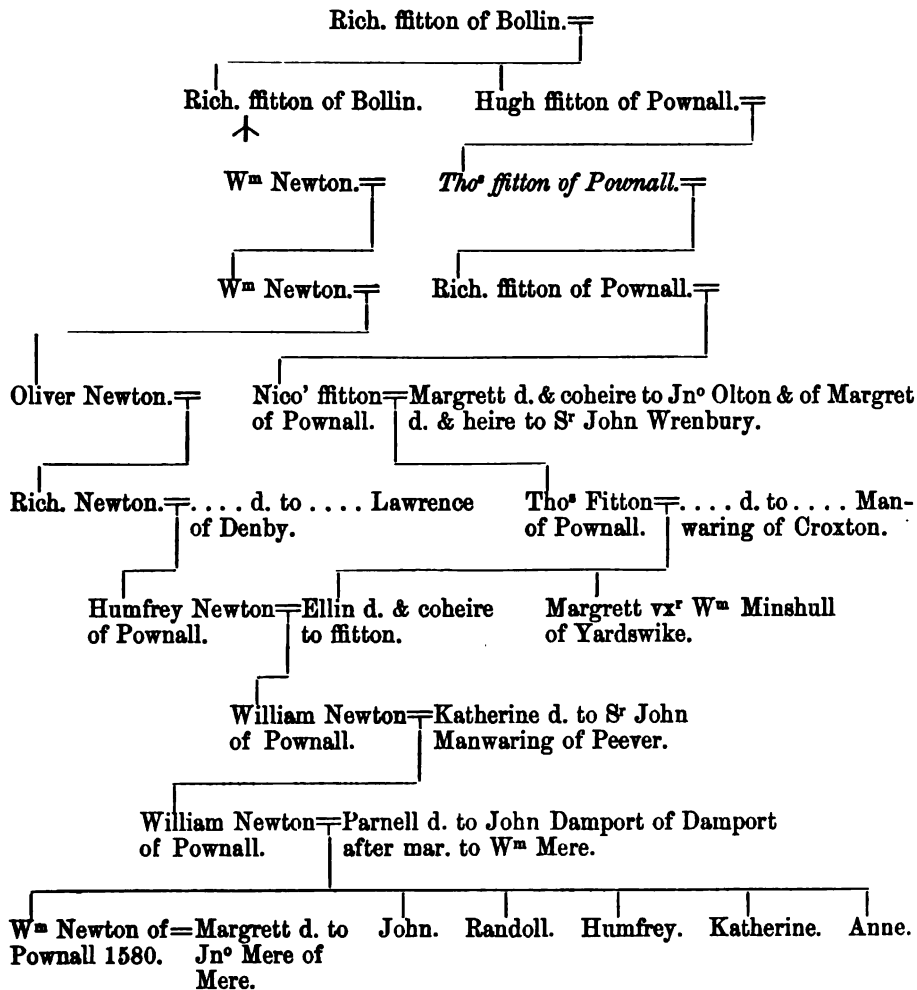 Rich. ffitton of Bollin.
Rich. ffitton of Bollin.
Hugh ffitton of Pownall.
Wᵐ Newton.
Thoˢ ffitton of Pownall.
Wᵐ Newton.
Rich. ffitton of Pownall.
Oliver Newton.
Nico' ffitton
of Pownall.
Margrett d. & coheire to Jnᵒ Olton & of Margret
d. & heire to Sʳ John Wrenbury.
Rich. Newton.
. . . . d. to . . . . Lawrence
of Denby.
Thoˢ Fitton
of Pownall.
. . . . d. to . . . . Man-
waring of Croxton.
Humfrey Newton
of Pownall.
Ellin d. & coheire
to ffitton.
Margrett vxʳ Wᵐ Minshull
of Yardswike.
William Newton
of Pownall.
Katherine d. to Sʳ John
Manwaring of Peever.
William Newton
of Pownall.
Parnell d. to John Damport of Damport
after mar. to Wᵐ Mere.
Wᵐ Newton of
Pownall 1580.
Margrett d. to
Jnᵒ Mere of
Mere.
John.
Randoll.
Humfrey.
Katherine.
Anne.